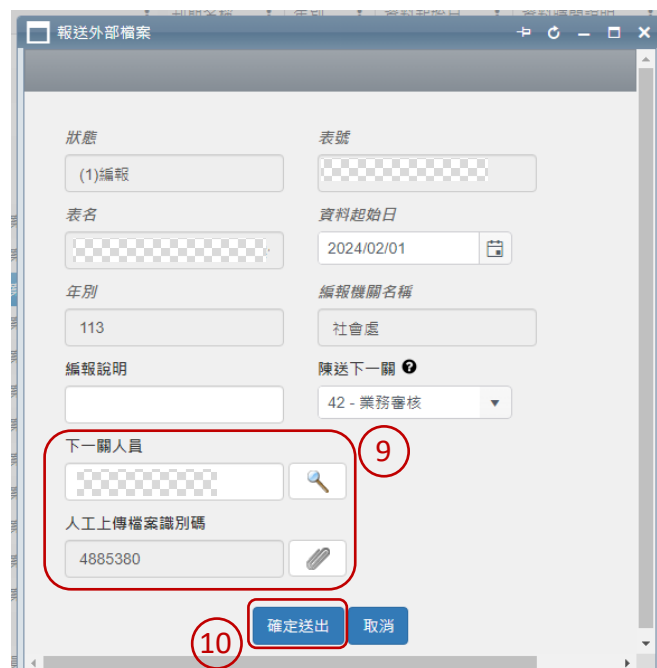 報送外部檔案
狀態 表號
(1)編報
表名 資料起始日
2024/02/01
年別 編報機關名稱
113 社會處
編報說明 陳送下一關 ?
42 - 業務審核
下一關人員 9
人工上傳檔案識別碼
4885380
10 確定送出 取消